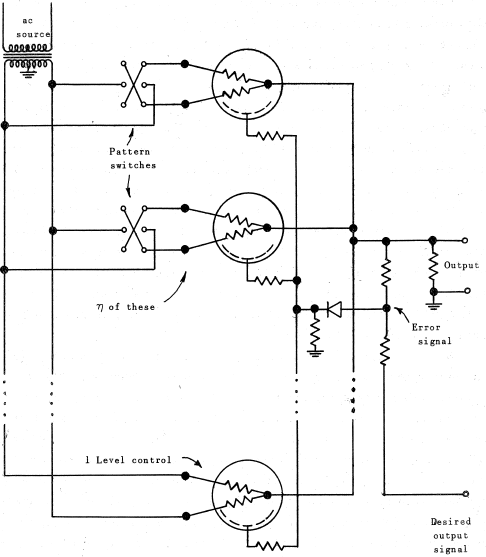 ac
source
Pattern
switches
η of these
Output
Error
signal
1 Level control
Desired
output
signal